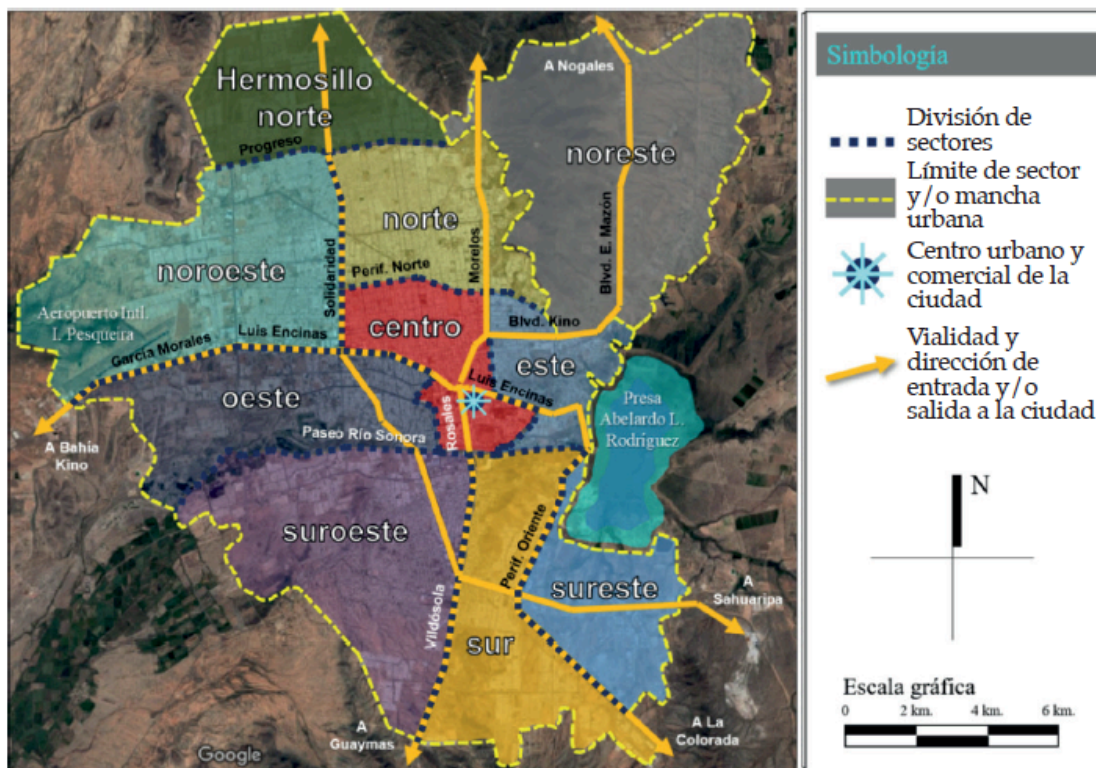 A Nogales
Hermosillo
norte
Progreso
noreste
norte
noroeste
Solidaridad
Morelos
Blvd. E. Mazón
Perif. Norte
Aeropuerto Intl.
I. Pesqueira
García Morales
Luis Encinas
centro
Blvd. Kino
este
Luis Encinas
oeste
Rosales
Presa
Abelardo L.
Rodríguez
A Bahía
Kino
Paseo Río Sonora
suroeste
Perif. Oriente
sureste
A
Sahuaripa
Vildósola
sur
A
Guaymas
A La
Colorada
Google
Simbología
División de
sectores
Límite de sector
y/o mancha
urbana
Centro urbano y
comercial de la
ciudad
Vialidad y
dirección de
entrada y/o
salida a la ciudad
N
Escala gráfica
0 2 km. 4 km. 6 km.